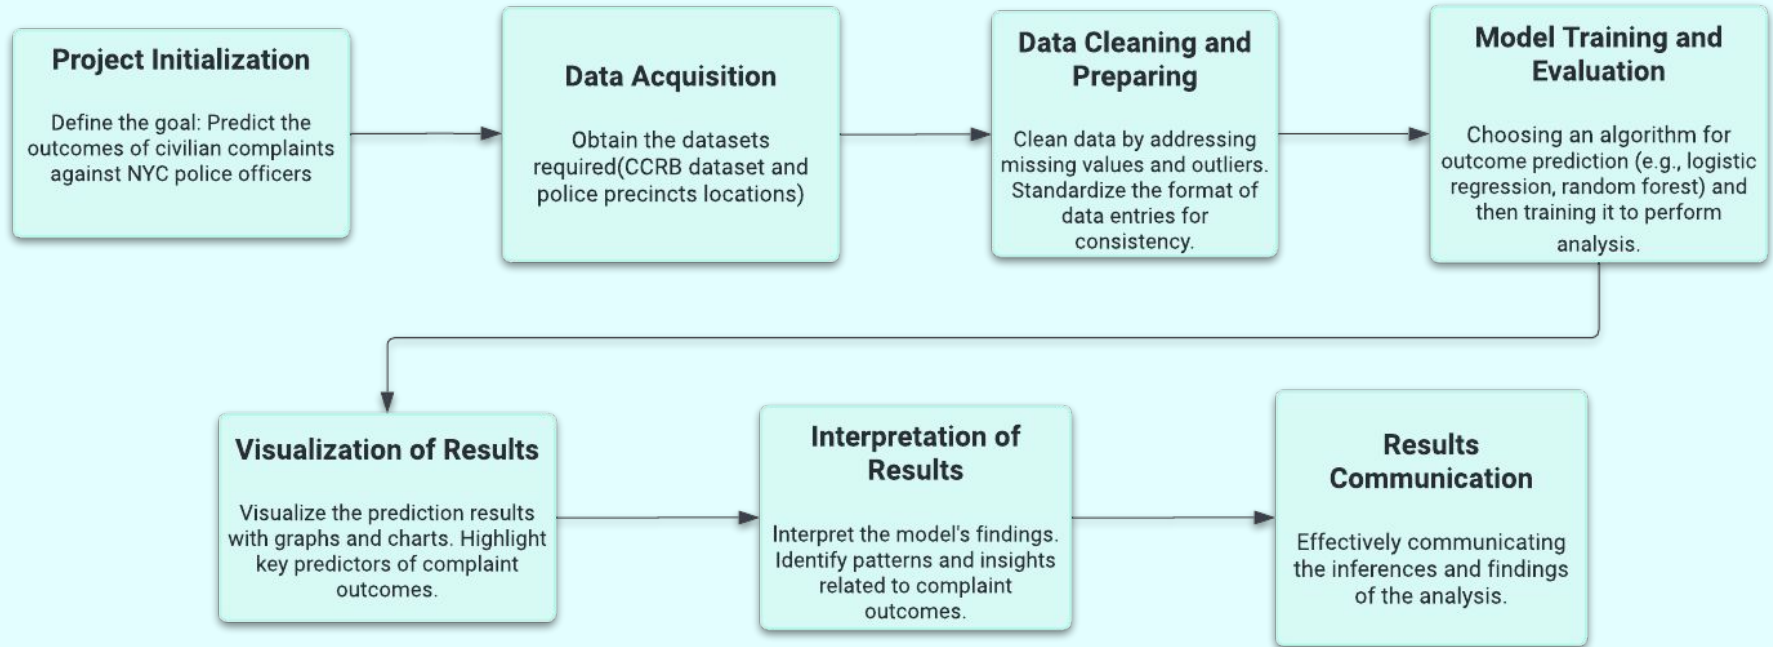 Project Initialization
Define the goal: Predict the
outcomes of civilian complaints
against NYC police officers
Data Acquisition
Obtain the datasets
required(CCRB dataset and
police precincts locations)
Data Cleaning and
Preparing
Clean data by addressing
missing values and outliers.
Standardize the format of
data entries for
consistency.
Model Training and
Evaluation
Choosing an algorithm for
outcome prediction (e.g., logistic
regression, random forest) and
then training it to perform
analysis.
Visualization of Results
Visualize the prediction results
with graphs and charts. Highlight
key predictors of complaint
outcomes.
Interpretation of
Results
Interpret the model's findings.
Identify patterns and insights
related to complaint
outcomes.
Results
Communication
Effectively communicating
the inferences and findings
of the analysis.